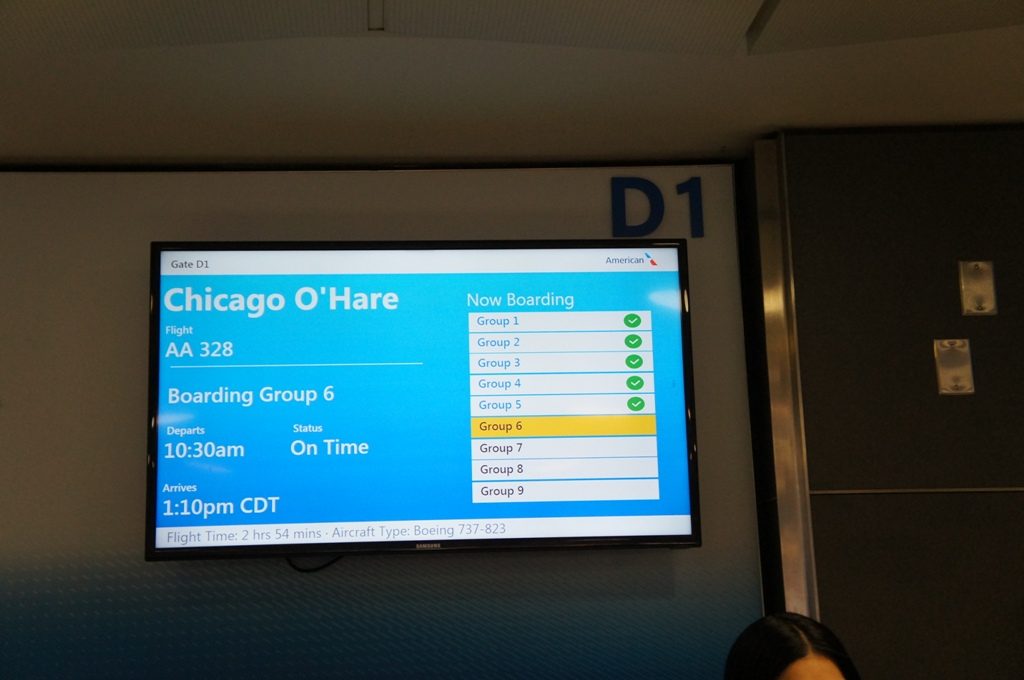 D1
Gate D1
American
Chicago O'Hare
Flight
AA 328
Boarding Group 6
Departs
10:30am
Status
On Time
Arrives
1:10pm CDT
Now Boarding
Group 1
Group 2
Group 3
Group 4
Group 5
Group 6
Group 7
Group 8
Group 9
Flight Time: 2 hrs 54 mins · Aircraft Type: Boeing 737-823
SAMSUNG